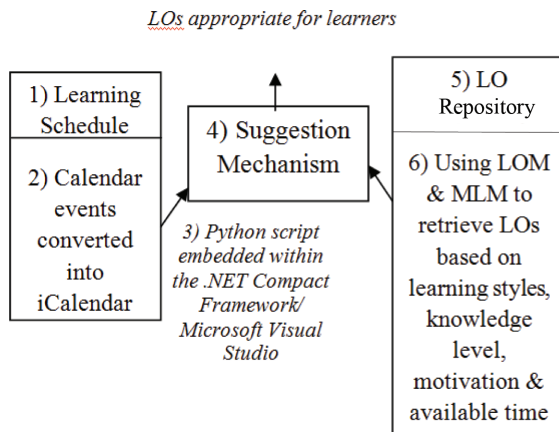 LOs appropriate for learners
1) Learning
Schedule
2) Calendar
events
converted
into
iCalendar
4) Suggestion
Mechanism
3) Python script
embedded within
the .NET Compact
Framework/
Microsoft Visual
Studio
5) LO
Repository
6) Using LOM
& MLM to
retrieve LOs
based on
learning styles,
knowledge
level,
motivation &
available time